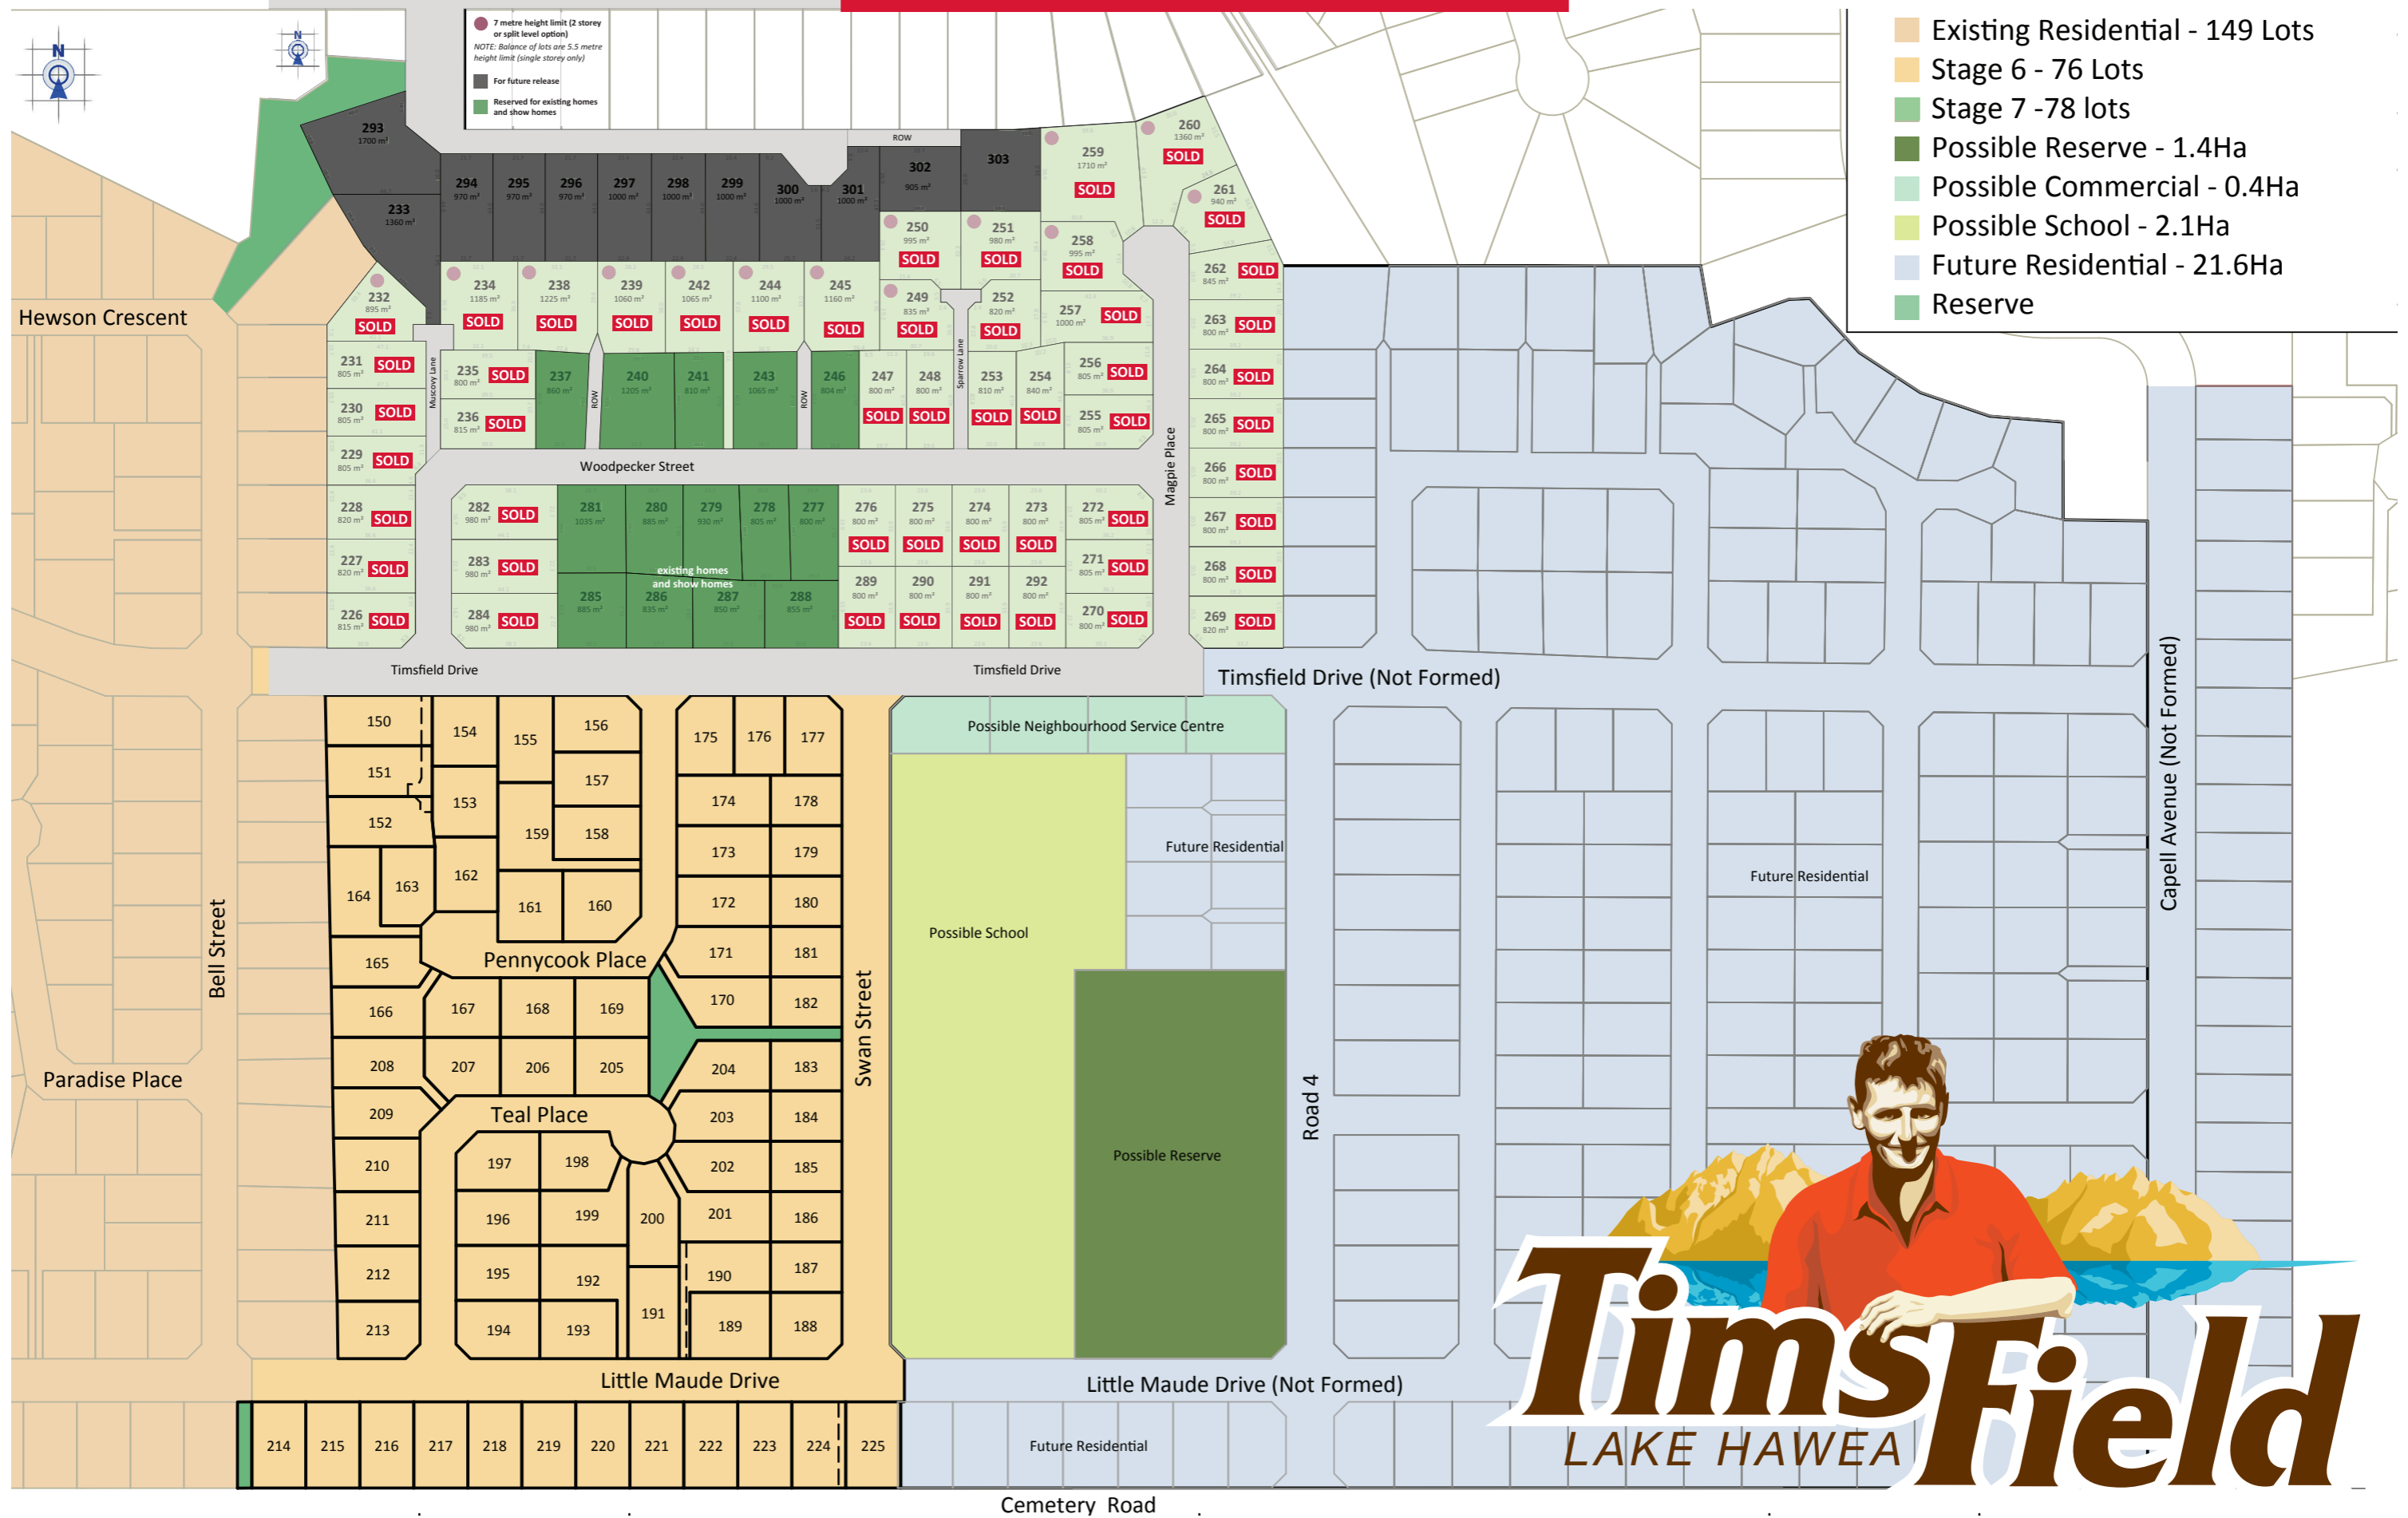 N
N
7 metre height limit (2 storey
or split level option)
NOTE: Balance of lots are 5.5 metre
height limit (single storey only)
For future release
Reserved for existing homes
and show homes
Existing Residential - 149 Lots
Stage 6 - 76 Lots
Stage 7 -78 lots
Possible Reserve - 1.4Ha
Possible Commercial - 0.4Ha
Possible School - 2.1Ha
Future Residential - 21.6Ha
Reserve
293
1700 m²
233
1360 m²
294
970 m²
295
970 m²
296
970 m²
297
1000 m²
298
1000 m²
299
1000 m²
300
1000 m²
301
1000 m²
ROW
302
905 m²
303
259
1710 m²
SOLD
260
1360 m²
SOLD
261
940 m²
SOLD
250
995 m²
SOLD
251
980 m²
SOLD
258
995 m²
SOLD
Hewson Crescent
232
895 m²
SOLD
234
1185 m²
SOLD
238
1225 m²
SOLD
239
1060 m²
SOLD
242
1065 m²
SOLD
244
1100 m²
SOLD
245
1160 m²
SOLD
249
835 m²
SOLD
252
820 m²
SOLD
257
1000 m²
SOLD
262
845 m²
SOLD
263
800 m²
SOLD
231
805 m²
SOLD
230
805 m²
SOLD
229
805 m²
SOLD
Muscovy Lane
235
800 m²
SOLD
236
815 m²
SOLD
237
860 m²
ROW
240
1205 m²
241
810 m²
243
1065 m²
ROW
246
804 m²
247
800 m²
SOLD
248
800 m²
SOLD
Sparrow Lane
253
810 m²
SOLD
254
840 m²
SOLD
256
805 m²
SOLD
255
805 m²
SOLD
264
800 m²
SOLD
265
800 m²
SOLD
Woodpecker Street
Magpie Place
266
800 m²
SOLD
228
820 m²
SOLD
227
820 m²
SOLD
226
815 m²
SOLD
282
980 m²
SOLD
283
980 m²
SOLD
284
980 m²
SOLD
281
1035 m²
280
885 m²
279
930 m²
278
805 m²
277
800 m²
existing homes
and show homes
285
885 m²
286
835 m²
287
850 m²
288
855 m²
276
800 m²
SOLD
275
800 m²
SOLD
274
800 m²
SOLD
273
800 m²
SOLD
272
805 m²
SOLD
271
805 m²
SOLD
270
800 m²
SOLD
289
800 m²
SOLD
290
800 m²
SOLD
291
800 m²
SOLD
292
800 m²
SOLD
267
800 m²
SOLD
268
800 m²
SOLD
269
820 m²
SOLD
Timsfield Drive
Timsfield Drive
Timsfield Drive (Not Formed)
Capell Avenue (Not Formed)
150
151
152
153
154
155
156
157
158
159
160
161
162
163
164
165
166
167
168
169
Pennycook Place
175
176
177
174
178
173
179
172
180
171
181
170
182
Possible Neighbourhood Service Centre
Possible School
Future Residential
Future Residential
Possible Reserve
Bell Street
Swan Street
Road 4
Paradise Place
208
207
206
205
204
183
209
Teal Place
203
184
210
197
198
202
185
211
196
199
200
201
186
212
195
192
190
187
213
194
193
191
189
188
Little Maude Drive
Little Maude Drive (Not Formed)
214
215
216
217
218
219
220
221
222
223
224
225
Future Residential
Cemetery Road
TimsField
LAKE HAWEA